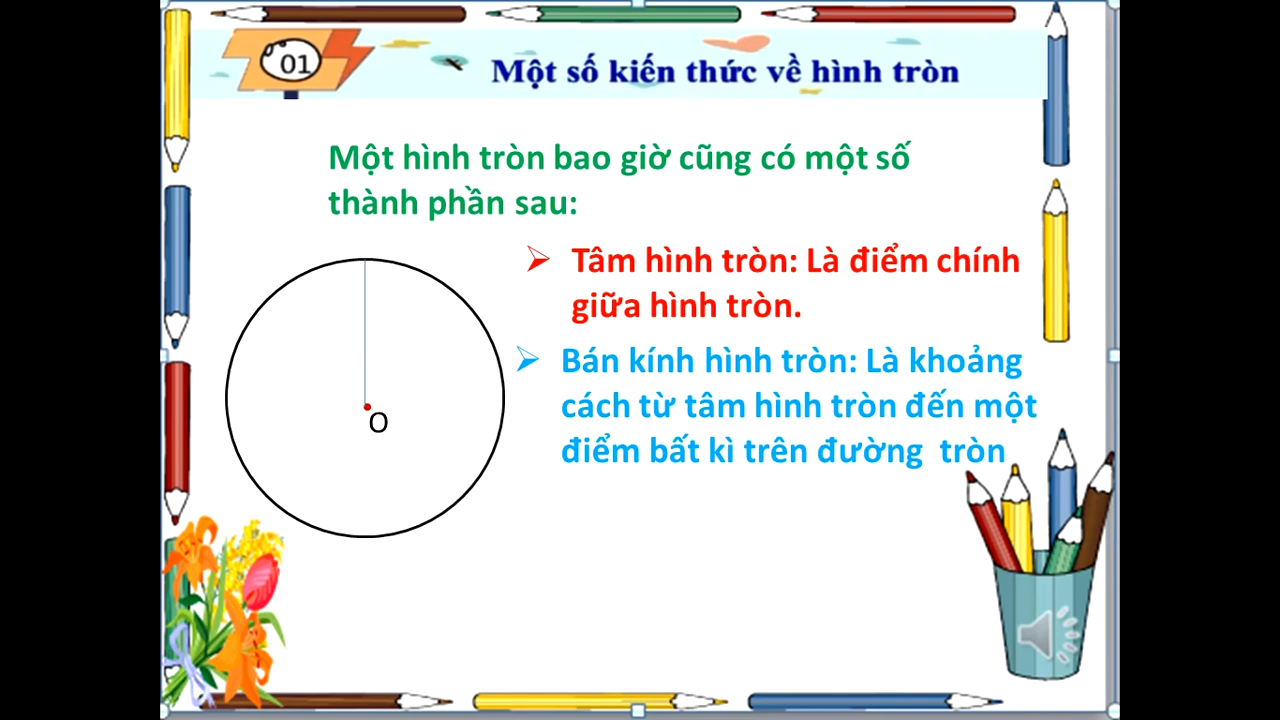 01
Một số kiến thức về hình tròn
Một hình tròn bao giờ cũng có một số
thành phần sau:
Tâm hình tròn: Là điểm chính
giữa hình tròn.
Bán kính hình tròn: Là khoảng
cách từ tâm hình tròn đến một
điểm bất kì trên đường tròn
O